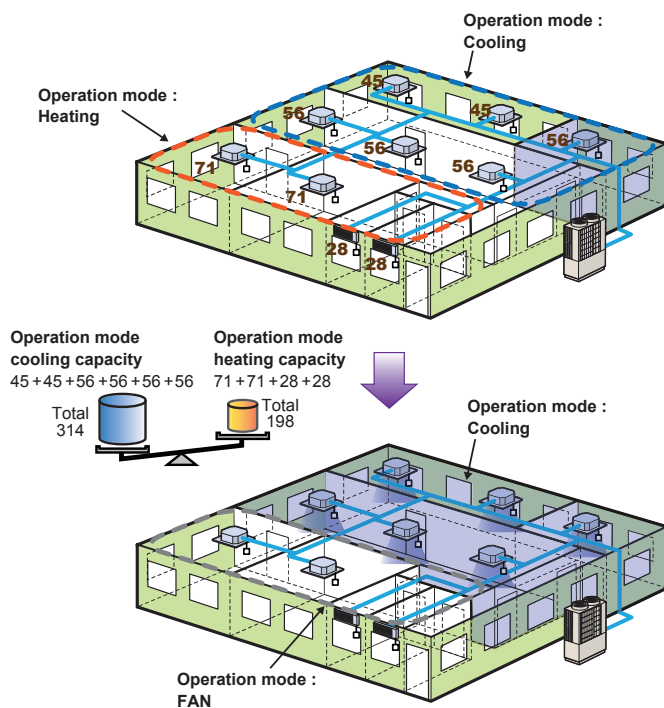 Operation mode :
Cooling
Operation mode :
Heating
45
45
56
56
56
56
71
71
28
28
Operation mode
cooling capacity
45 +45 +56 +56 +56 +56
Total
314
Operation mode
heating capacity
71 +71 +28 +28
Total
198
Operation mode :
Cooling
Operation mode :
FAN